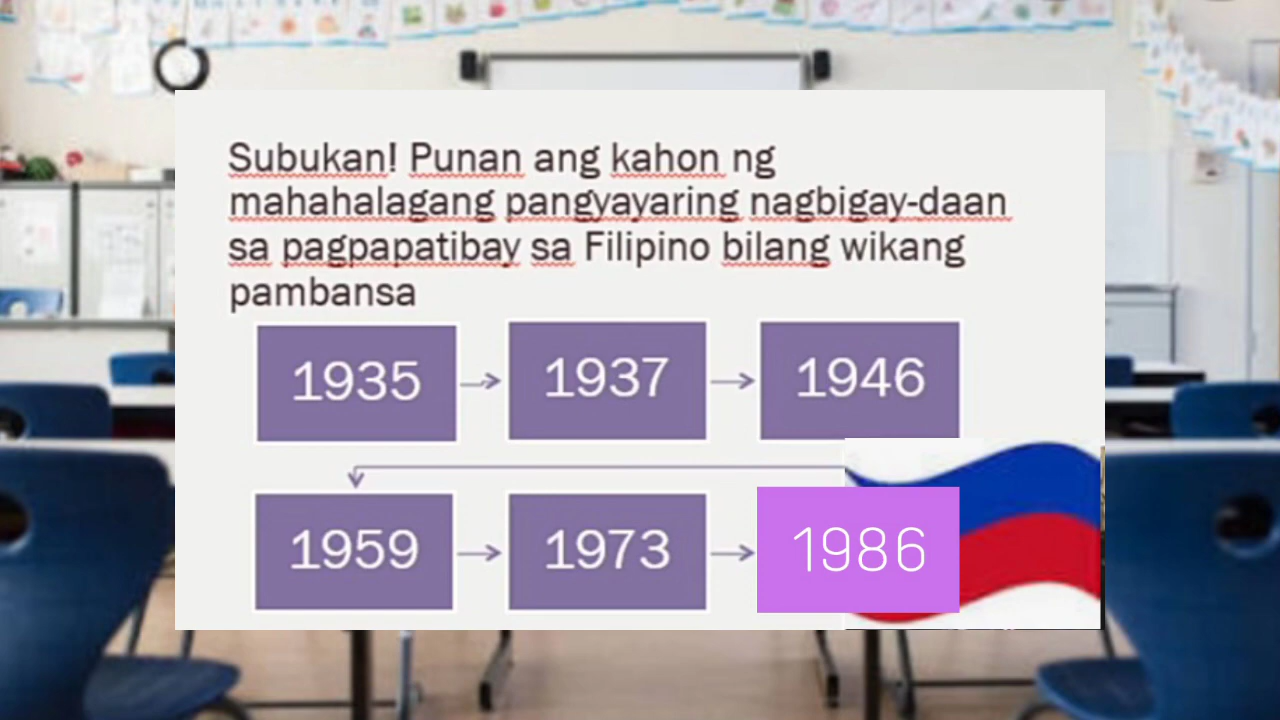 Subukan! Punan ang kahon ng
mahahalagang pangyayaring nagbigay-daan
sa pagpapatibay sa Filipino bilang wikang
pambansa
1935
1937
1946
1959
1973
1986